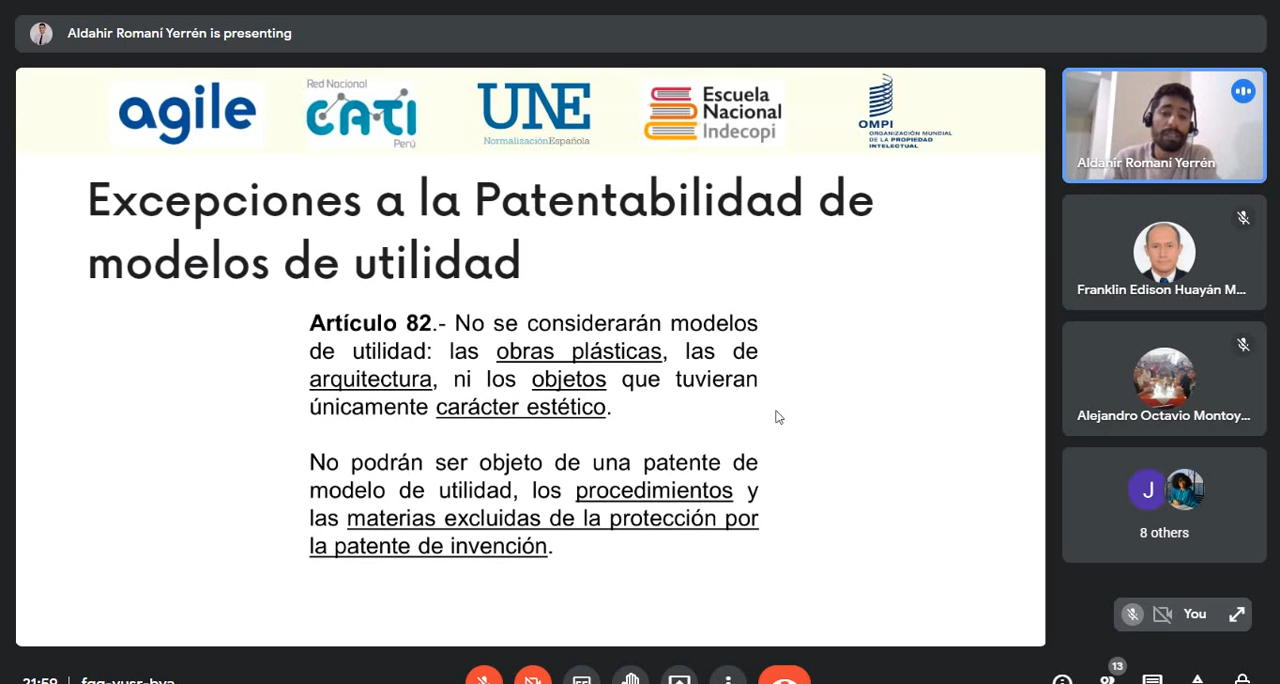 Aldahir Romaní Yerrén is presenting
agile
Red Nacional
CATI
Perú
UNE
NormalizaciónEspañola
Escuela
Nacional
Indecopi
OMPI
ORGANIZACIÓN MUNDIAL
DE LA PROPIEDAD
INTELECTUAL
Excepciones a la Patentabilidad de
modelos de utilidad
Artículo 82.- No se considerarán modelos
de utilidad: las obras plásticas, las de
arquitectura, ni los objetos que tuvieran
únicamente carácter estético.
No podrán ser objeto de una patente de
modelo de utilidad, los procedimientos y
las materias excluidas de la protección por
la patente de invención.
Aldahir Romaní Yerrén
Franklin Edison Huayán M...
Alejandro Octavio Montoy...
J
8 others
You
13